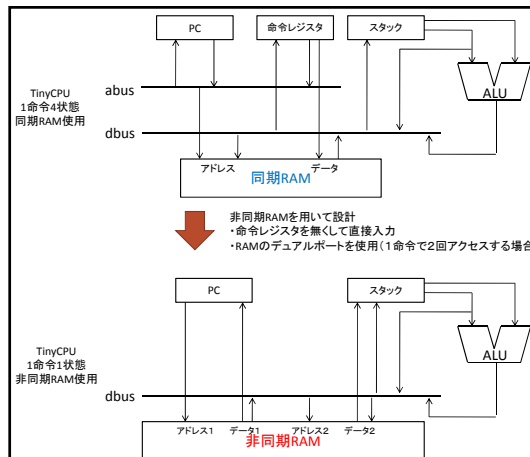 PC
命令レジスタ
スタック
TinyCPU
1命令4状態
同期RAM使用
abus
ALU
dbus
アドレス
データ
同期RAM
非同期RAMを用いて設計
・命令レジスタを無くして直接入力
・RAMのデュアルポートを使用(1命令で2回アクセスする場合
PC
スタック
TinyCPU
1命令1状態
非同期RAM使用
ALU
dbus
アドレス1
データ1
アドレス2
データ2
非同期RAM